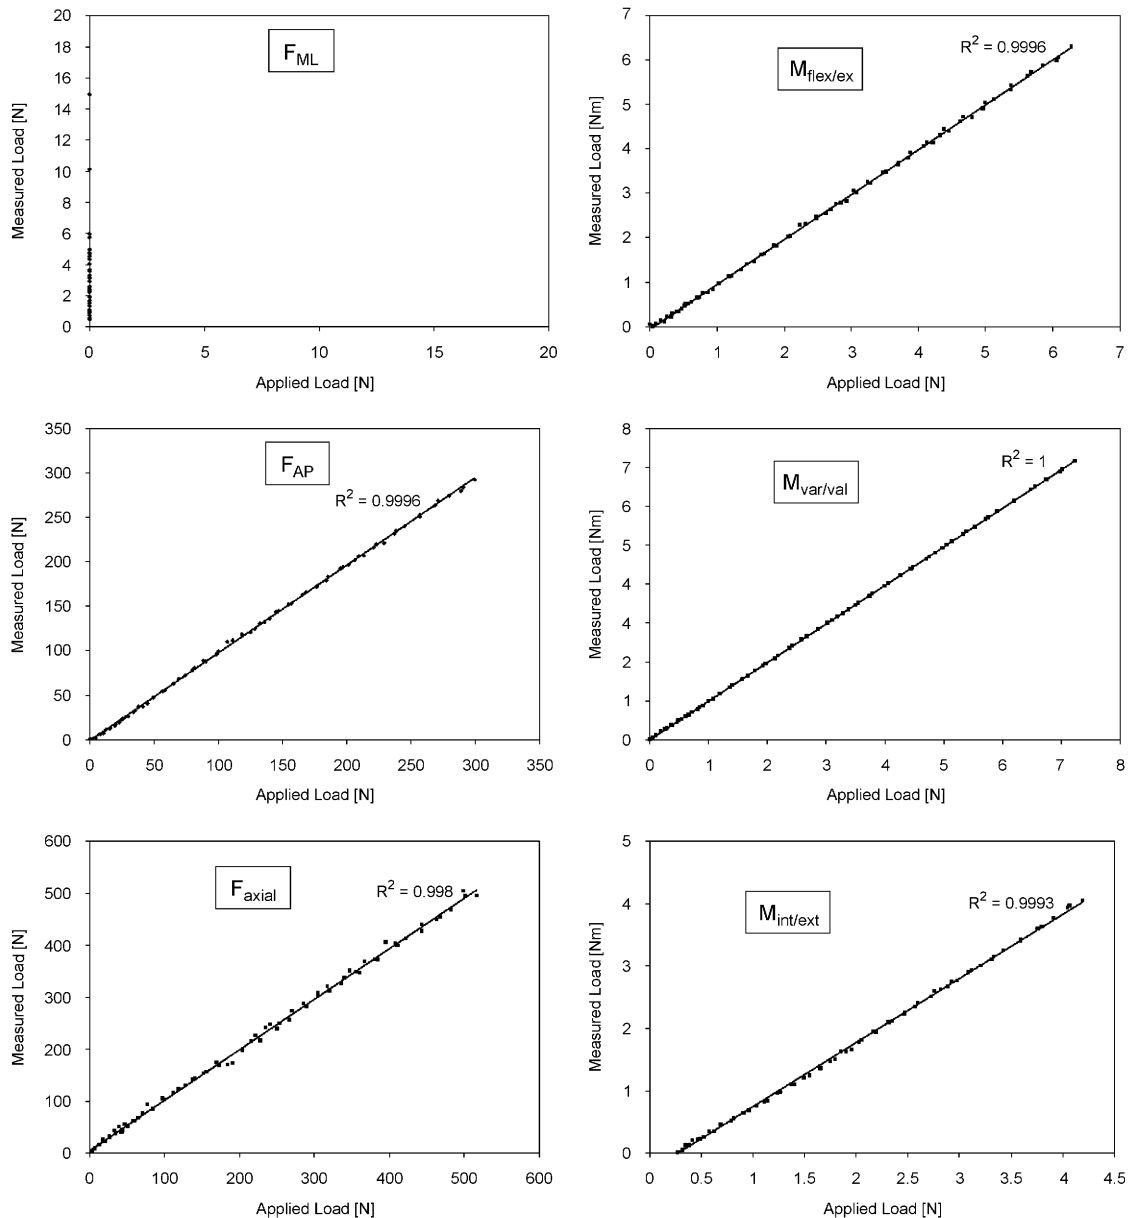 20
18
16
14
12
10
8
6
4
2
0
Measured Load [N]
F_ML
0 5 10 15 20
Applied Load [N]
7
6
5
4
3
2
1
0
Measured Load [Nm]
M_flex/ex
R² = 0.9996
0 1 2 3 4 5 6 7
Applied Load [N]
350
300
250
200
150
100
50
0
Measured Load [N]
F_AP
R² = 0.9996
0 50 100 150 200 250 300 350
Applied Load [N]
8
7
6
5
4
4
2
1
0
Measured Load [Nm]
M_var/val
R² = 1
0 1 2 3 4 5 6 7 8
Applied Load [N]
600
500
400
300
200
100
0
Measured Load [N]
F_axial
R² = 0.998
0 100 200 300 400 500 600
Applied Load [N]
5
4
3
2
1
0
Measured Load [Nm]
M_int/ext
R² = 0.9993
0 0.5 1 1.5 2 2.5 3 3.5 4 4.5
Applied Load [N]